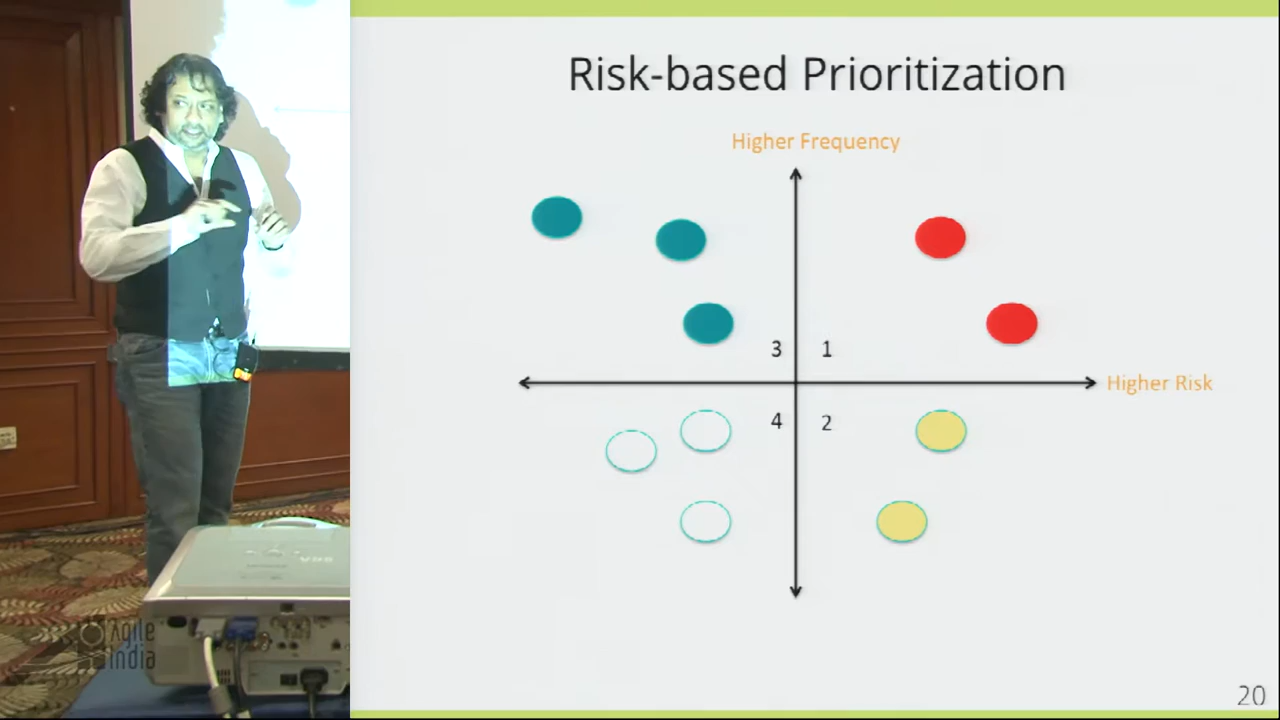 Risk-based Prioritization
Higher Frequency
3 1
Higher Risk
4 2
20
Agile
India